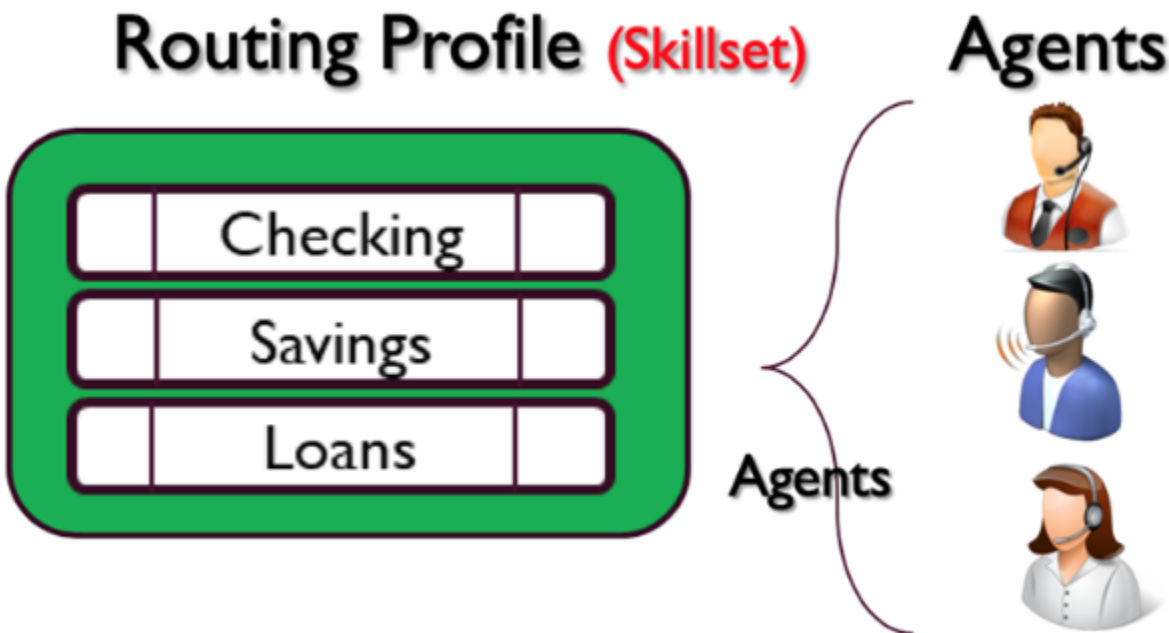 Routing Profile (Skillset)
Agents
Checking
Savings
Loans
Agents